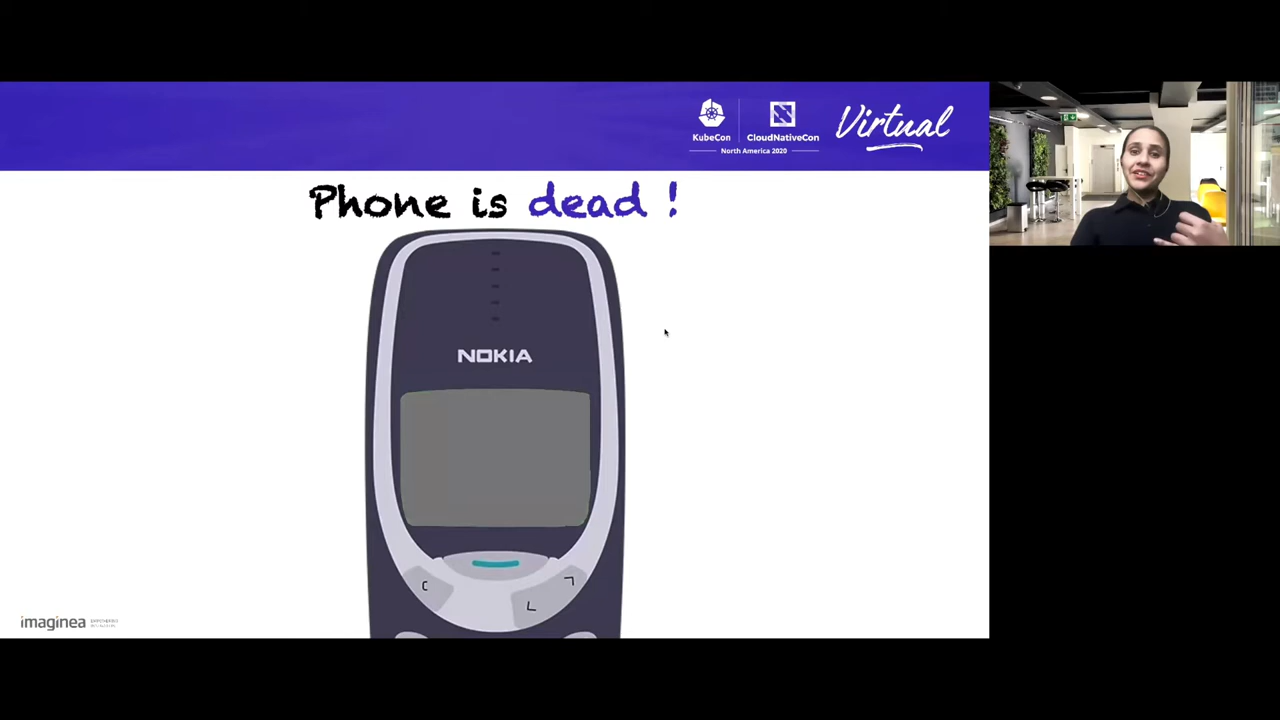 KubeCon
CloudNativeCon
North America 2020
Virtual
Phone is dead !
NOKIA
C
imaginea